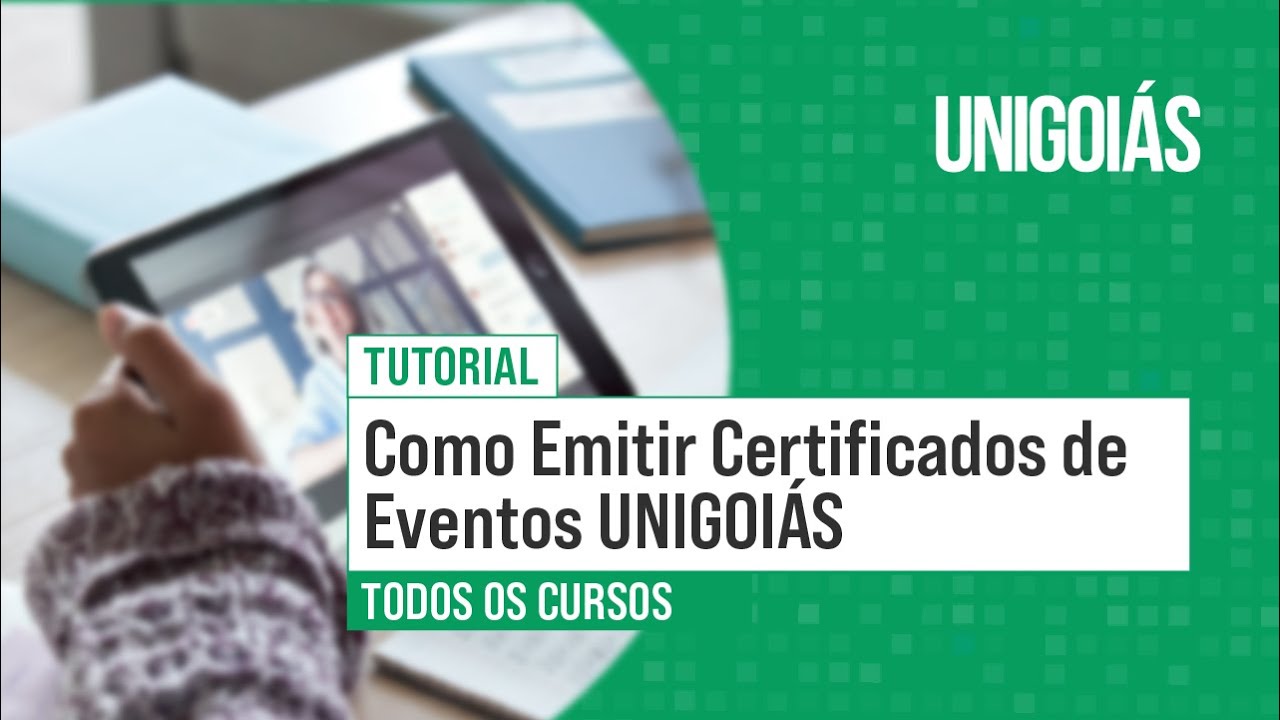 UNIGOIÁS
TUTORIAL
Como Emitir Certificados de
Eventos UNIGOIÁS
TODOS OS CURSOS